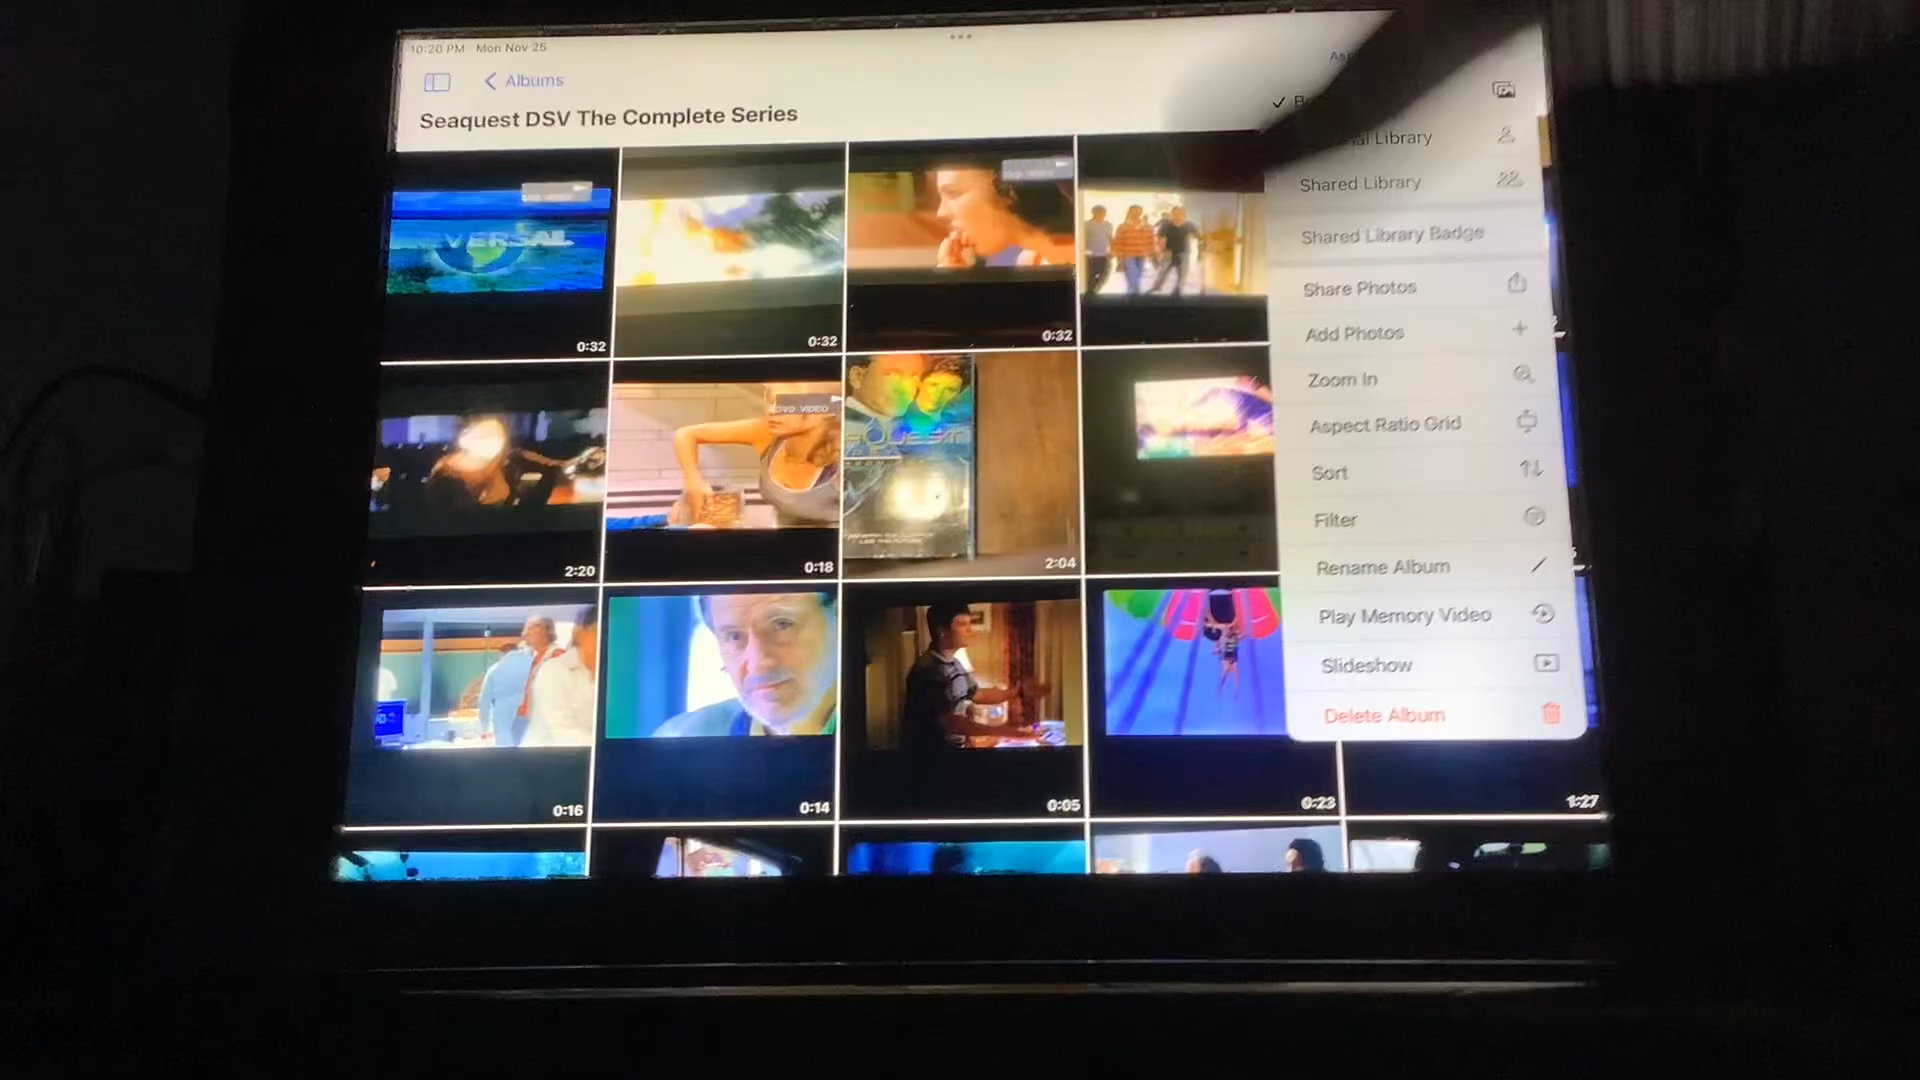 10:20 PM Mon Nov 25
Albums
Seaquest DSV The Complete Series
Library
Shared Library
Shared Library Badge
Share Photos
Add Photos
Zoom In
Aspect Ratio Grid
Sort
Filter
Rename Album
Play Memory Video
Slideshow
Delete Album
0:32
0:32
0:32
DVD VIDEO
2:20
0:18
2:04
0:16
0:14
0:05
0:23
1:27